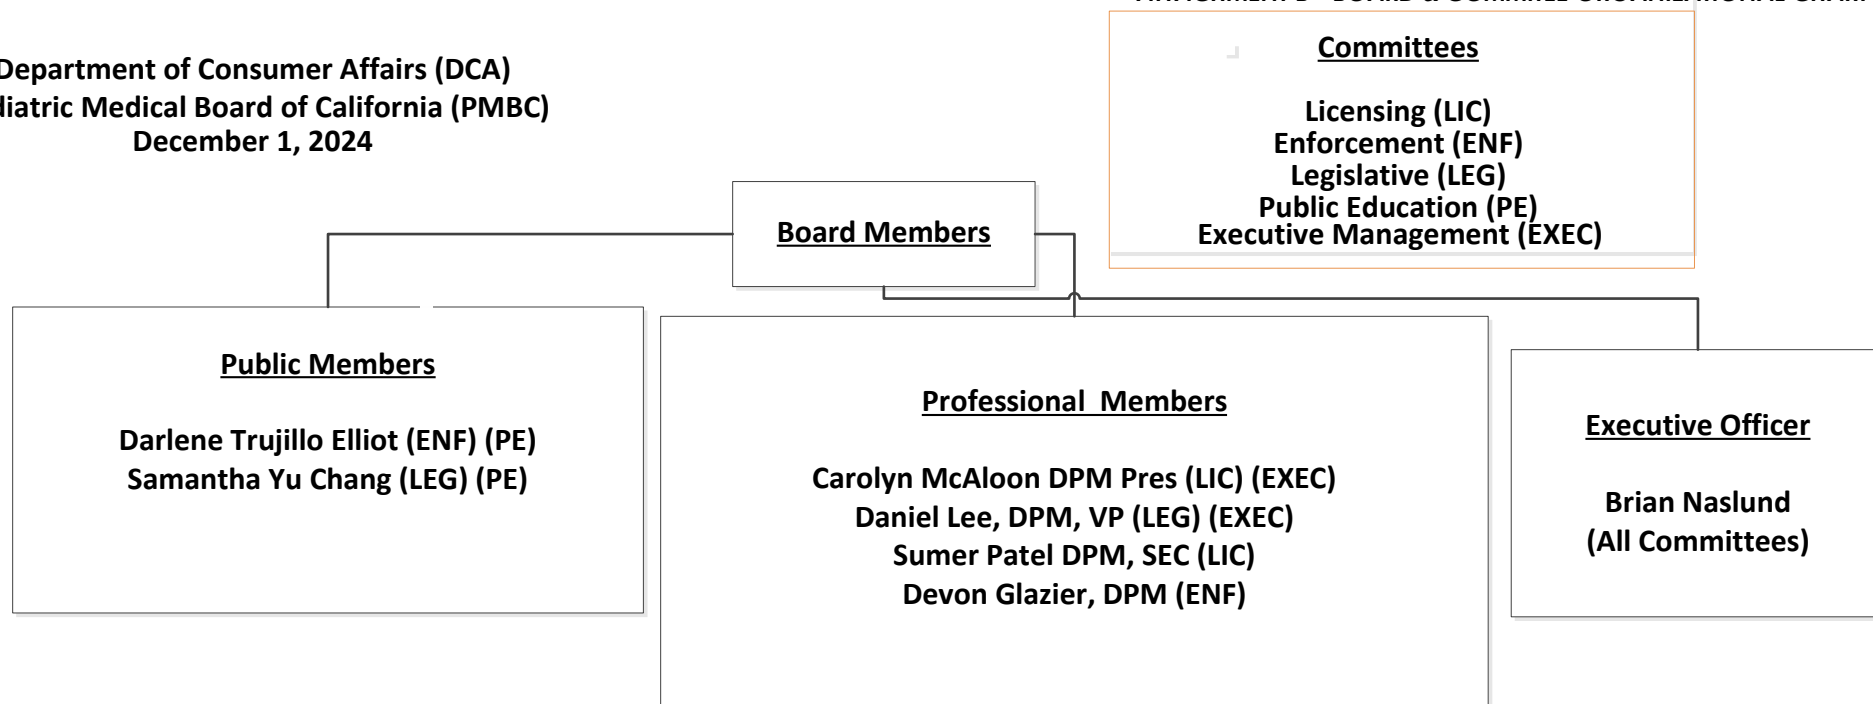 Department of Consumer Affairs (DCA)
diatric Medical Board of California (PMBC)
December 1, 2024
Committees
Licensing (LIC)
Enforcement (ENF)
Legislative (LEG)
Public Education (PE)
Executive Management (EXEC)
Board Members
Public Members
Darlene Trujillo Elliot (ENF) (PE)
Samantha Yu Chang (LEG) (PE)
Professional  Members
Carolyn McAloon DPM Pres (LIC) (EXEC)
Daniel Lee, DPM, VP (LEG) (EXEC)
Sumer Patel DPM, SEC (LIC)
Devon Glazier, DPM (ENF)
Executive Officer
Brian Naslund
(All Committees)